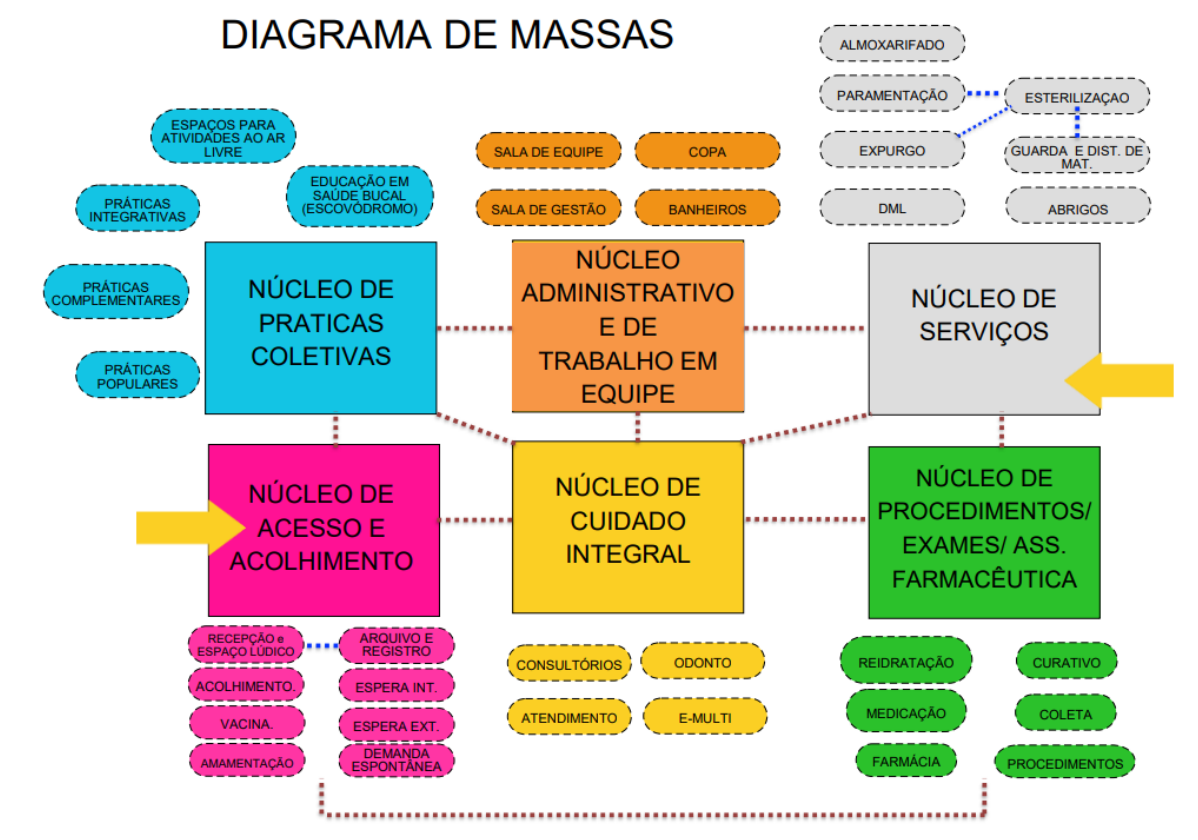 DIAGRAMA DE MASSAS
ESPAÇOS PARA
ATIVIDADES AO AR
LIVRE
EDUCAÇÃO EM
SAÚDE BUCAL
(ESCOVÓDROMO)
PRÁTICAS
INTEGRATIVAS
PRÁTICAS
COMPLEMENTARES
PRÁTICAS
POPULARES
SALA DE EQUIPE
COPA
SALA DE GESTÃO
BANHEIROS
ALMOXARIFADO
PARAMENTAÇÃO
ESTERILIZAÇAO
EXPURGO
GUARDA E DIST. DE
MAT.
DML
ABRIGOS
NÚCLEO DE
PRATICAS
COLETIVAS
NÚCLEO
ADMINISTRATIVO
E DE
TRABALHO EM
EQUIPE
NÚCLEO DE
SERVIÇOS
NÚCLEO DE
ACESSO E
ACOLHIMENTO
NÚCLEO DE
CUIDADO
INTEGRAL
NÚCLEO DE
PROCEDIMENTOS/
EXAMES/ ASS.
FARMACÊUTICA
RECEPÇÃO e
ESPAÇO LÚDICO
ARQUIVO E
REGISTRO
ACOLHIMENTO.
ESPERA INT.
VACINA.
ESPERA EXT.
AMAMENTAÇÃO
DEMANDA
ESPONTÂNEA
CONSULTÓRIOS
ODONTO
ATENDIMENTO
E-MULTI
REIDRATAÇÃO
CURATIVO
MEDICAÇÃO
COLETA
FARMÁCIA
PROCEDIMENTOS